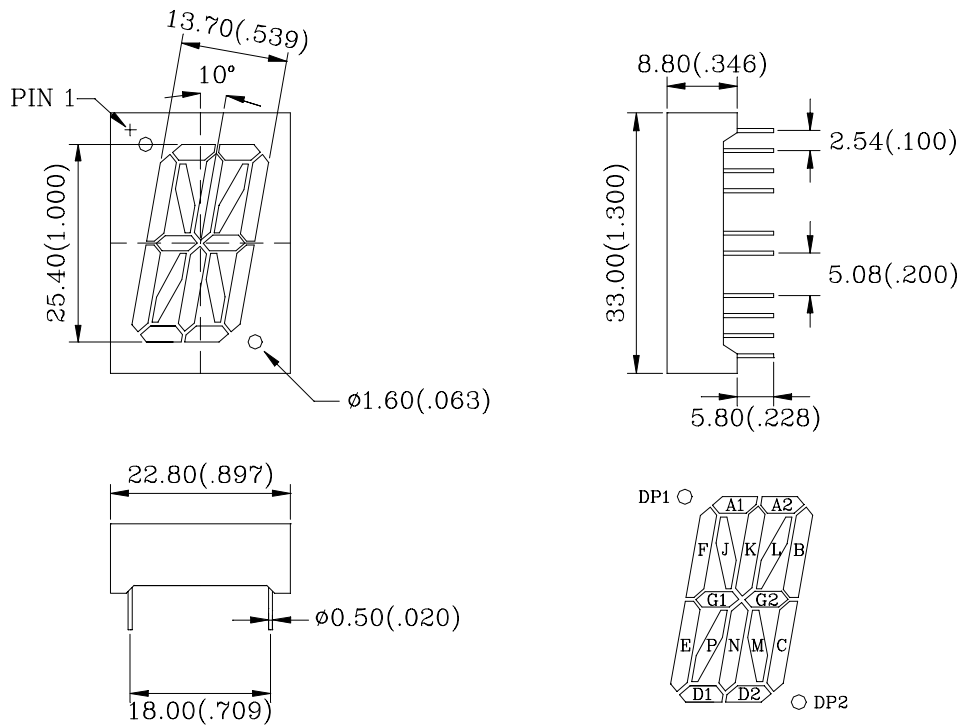 13.70(.539)
10°
PIN 1
25.40(1.000)
ø1.60(.063)
8.80(.346)
2.54(.100)
33.00(1.300)
5.08(.200)
5.80(.228)
22.80(.897)
ø0.50(.020)
18.00(.709)
DP1
A1 A2
F J K L B
G1 G2
E P N M C
D1 D2
DP2